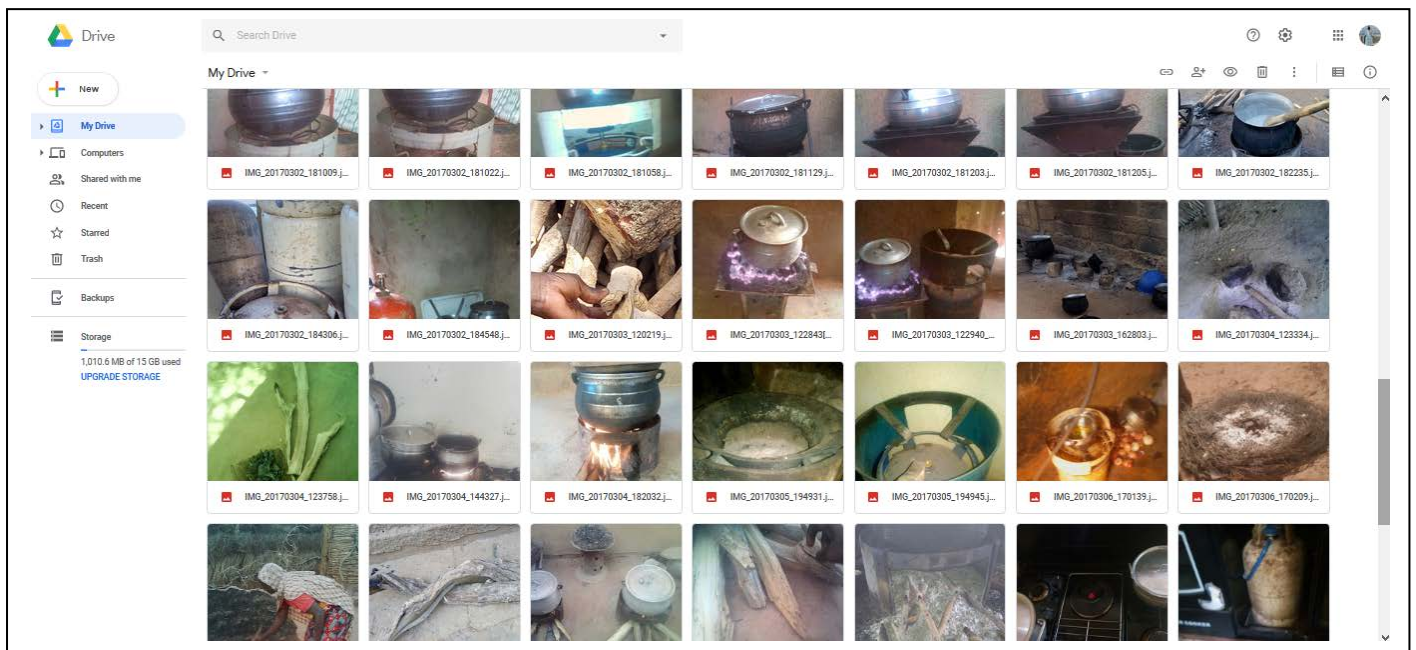 Drive
Search Drive
New
My Drive
My Drive
Computers
Shared with me
Recent
Starred
Trash
Backups
Storage
1,010.6 MB of 15 GB used
UPGRADE STORAGE
IMG_20170302_181009.j...
IMG_20170302_181022.j...
IMG_20170302_181058.j...
IMG_20170302_181129.j...
IMG_20170302_181203.j...
IMG_20170302_181205.j...
IMG_20170302_182235.j...
IMG_20170302_184306.j...
IMG_20170302_184548.j...
IMG_20170303_120219.j...
IMG_20170303_122843[...
IMG_20170303_122940_...
IMG_20170303_162803.j...
IMG_20170304_123334.j...
IMG_20170304_123758.j...
IMG_20170304_144327.j...
IMG_20170304_182032.j...
IMG_20170305_194931.j...
IMG_20170305_194945.j...
IMG_20170306_170139.j...
IMG_20170306_170209.j...